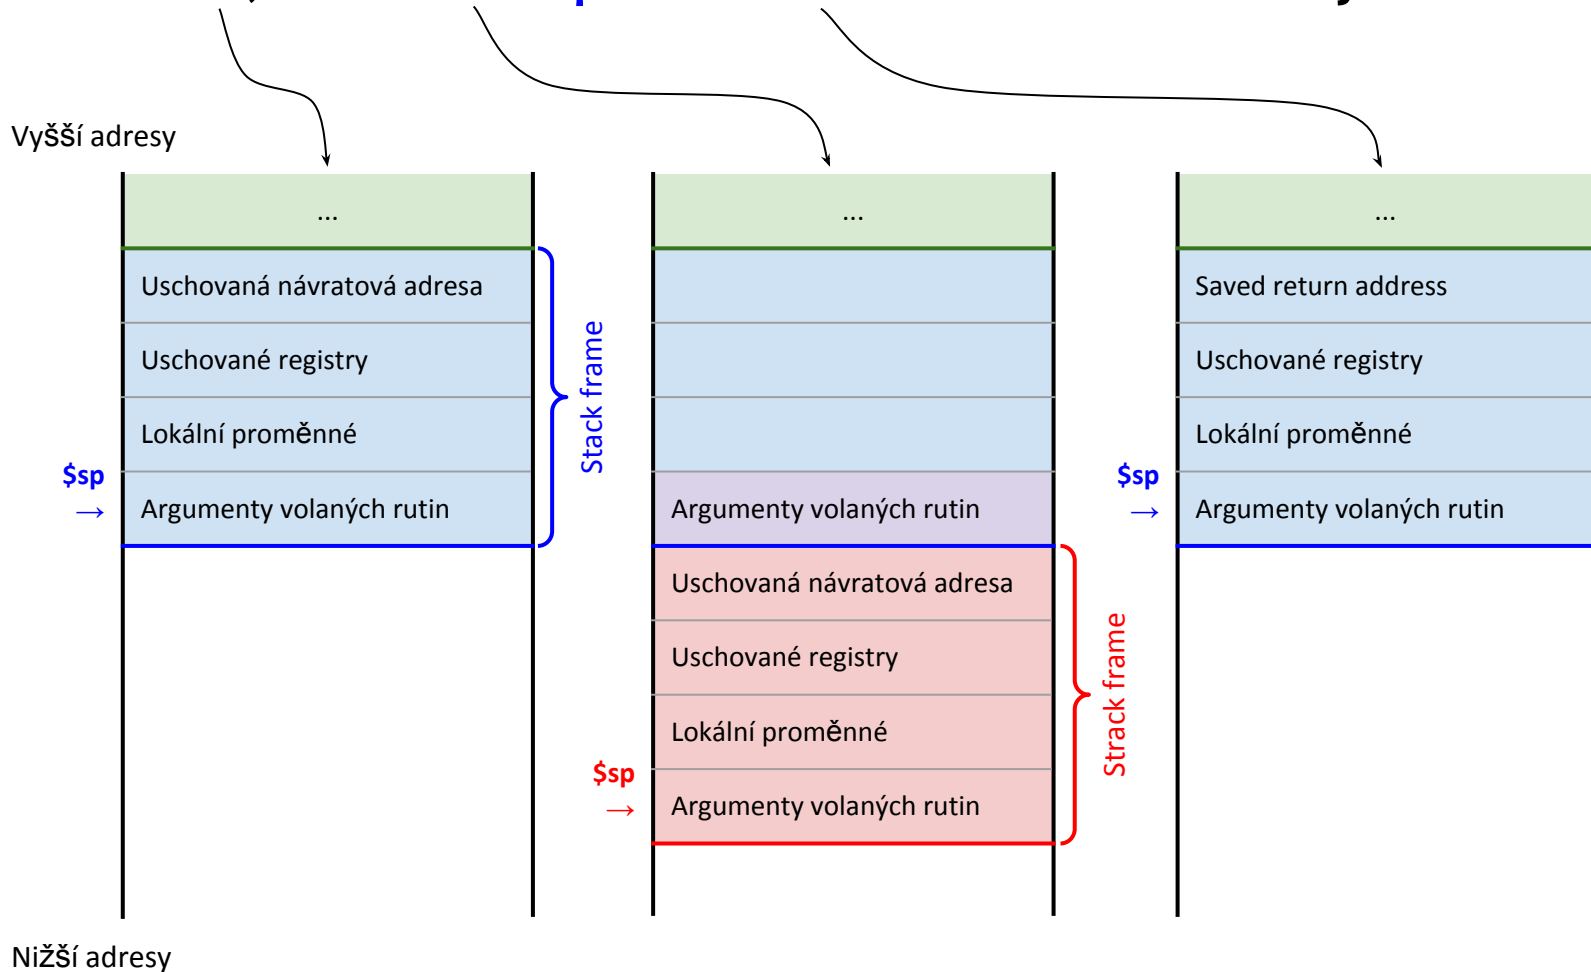 Vyšší adresy
...
Uschovaná návratová adresa
Uschované registry
Lokální proměnné
$sp
→
Argumenty volaných rutin
Stack frame
...
Argumenty volaných rutin
Uschovaná návratová adresa
Uschované registry
Lokální proměnné
$sp
→
Argumenty volaných rutin
Strack frame
...
Saved return address
Uschované registry
Lokální proměnné
$sp
→
Argumenty volaných rutin
Nižší adresy